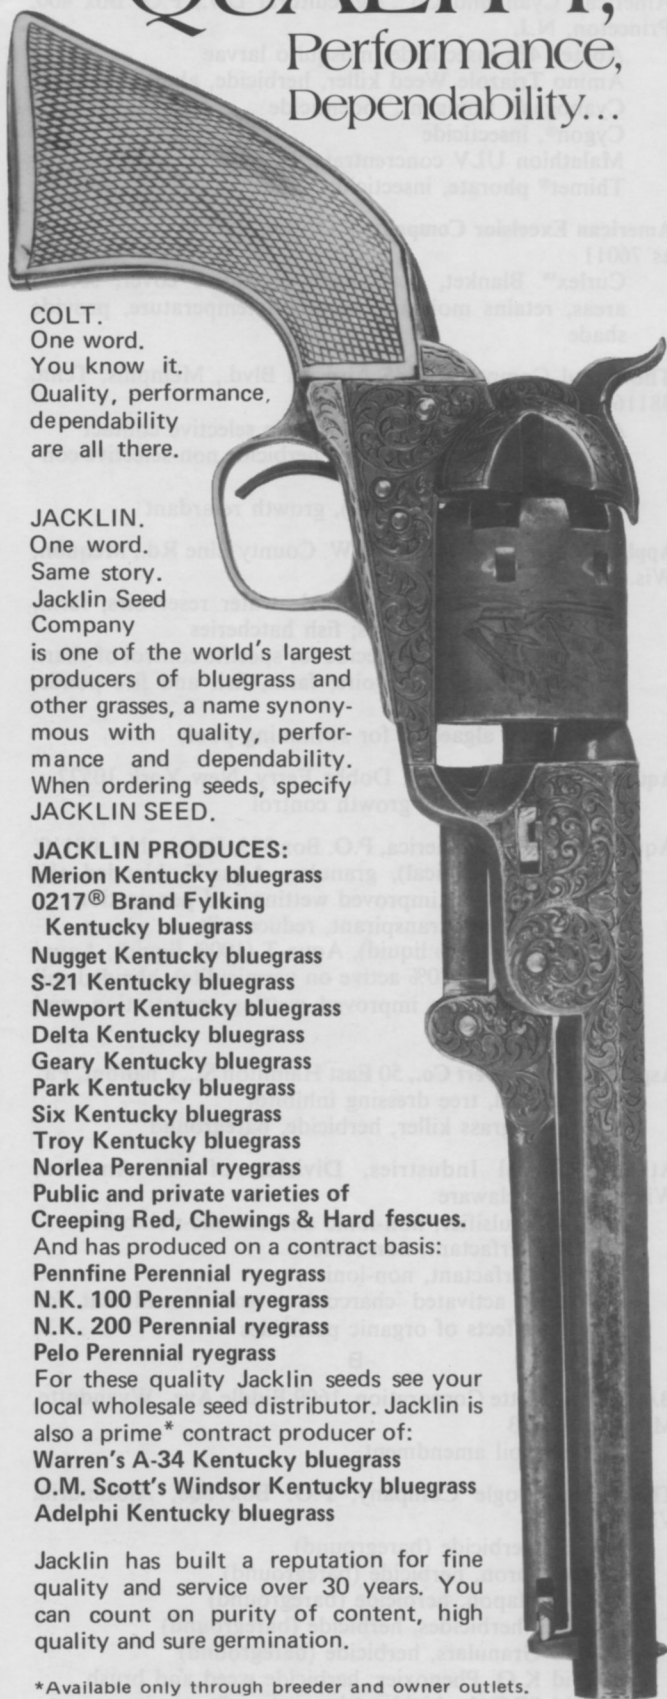 Performance,
Dependability...
COLT.
One word.
You know it.
Quality, performance,
dependability
are all there.
JACKLIN.
One word.
Same story.
Jacklin Seed
Company
is one of the world's largest
producers of bluegrass and
other grasses, a name synony-
mous with quality, perfor-
mance and dependability.
When ordering seeds, specify
JACKLIN SEED.
JACKLIN PRODUCES:
Merion Kentucky bluegrass
0217® Brand Fylking
Kentucky bluegrass
Nugget Kentucky bluegrass
S-21 Kentucky bluegrass
Newport Kentucky bluegrass
Delta Kentucky bluegrass
Geary Kentucky bluegrass
Park Kentucky bluegrass
Six Kentucky bluegrass
Troy Kentucky bluegrass
Norlea Perennial ryegrass
Public and private varieties of
Creeping Red, Chewings & Hard fescues.
And has produced on a contract basis:
Pennfine Perennial ryegrass
N.K. 100 Perennial ryegrass
N.K. 200 Perennial ryegrass
Pelo Perennial ryegrass
For these quality Jacklin seeds see your
local wholesale seed distributor. Jacklin is
also a prime* contract producer of:
Warren's A-34 Kentucky bluegrass
O.M. Scott's Windsor Kentucky bluegrass
Adelphi Kentucky bluegrass
Jacklin has built a reputation for fine
quality and service over 30 years. You
can count on purity of content, high
quality and sure germination.
*Available only through breeder and owner outlets.